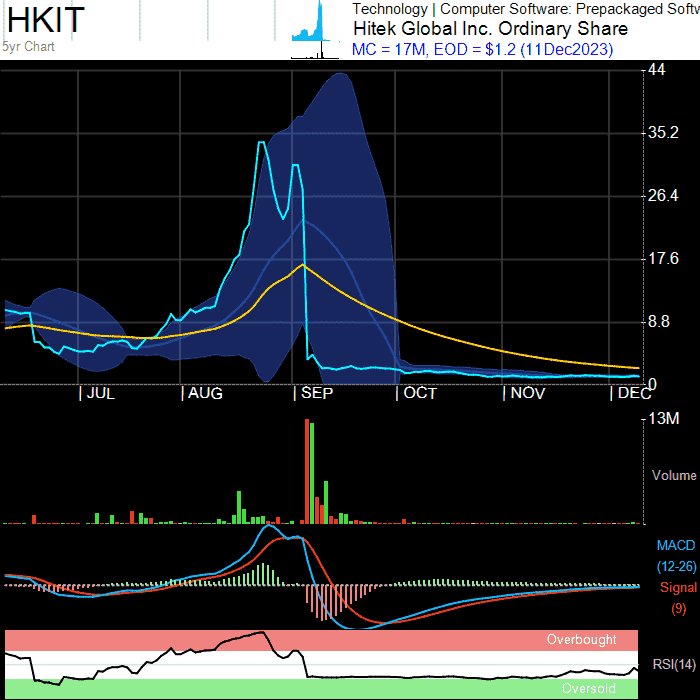 HKIT
5yr Chart
Technology | Computer Software: Prepackaged Softw
Hitek Global Inc. Ordinary Share
MC = 17M, EOD = $1.2 (11Dec2023)
44
35.2
26.4
17.6
8.8
0
JUL AUG SEP OCT NOV DEC
13M
Volume
MACD
(12-26)
Signal
(9)
Overbought
RSI(14)
Oversold